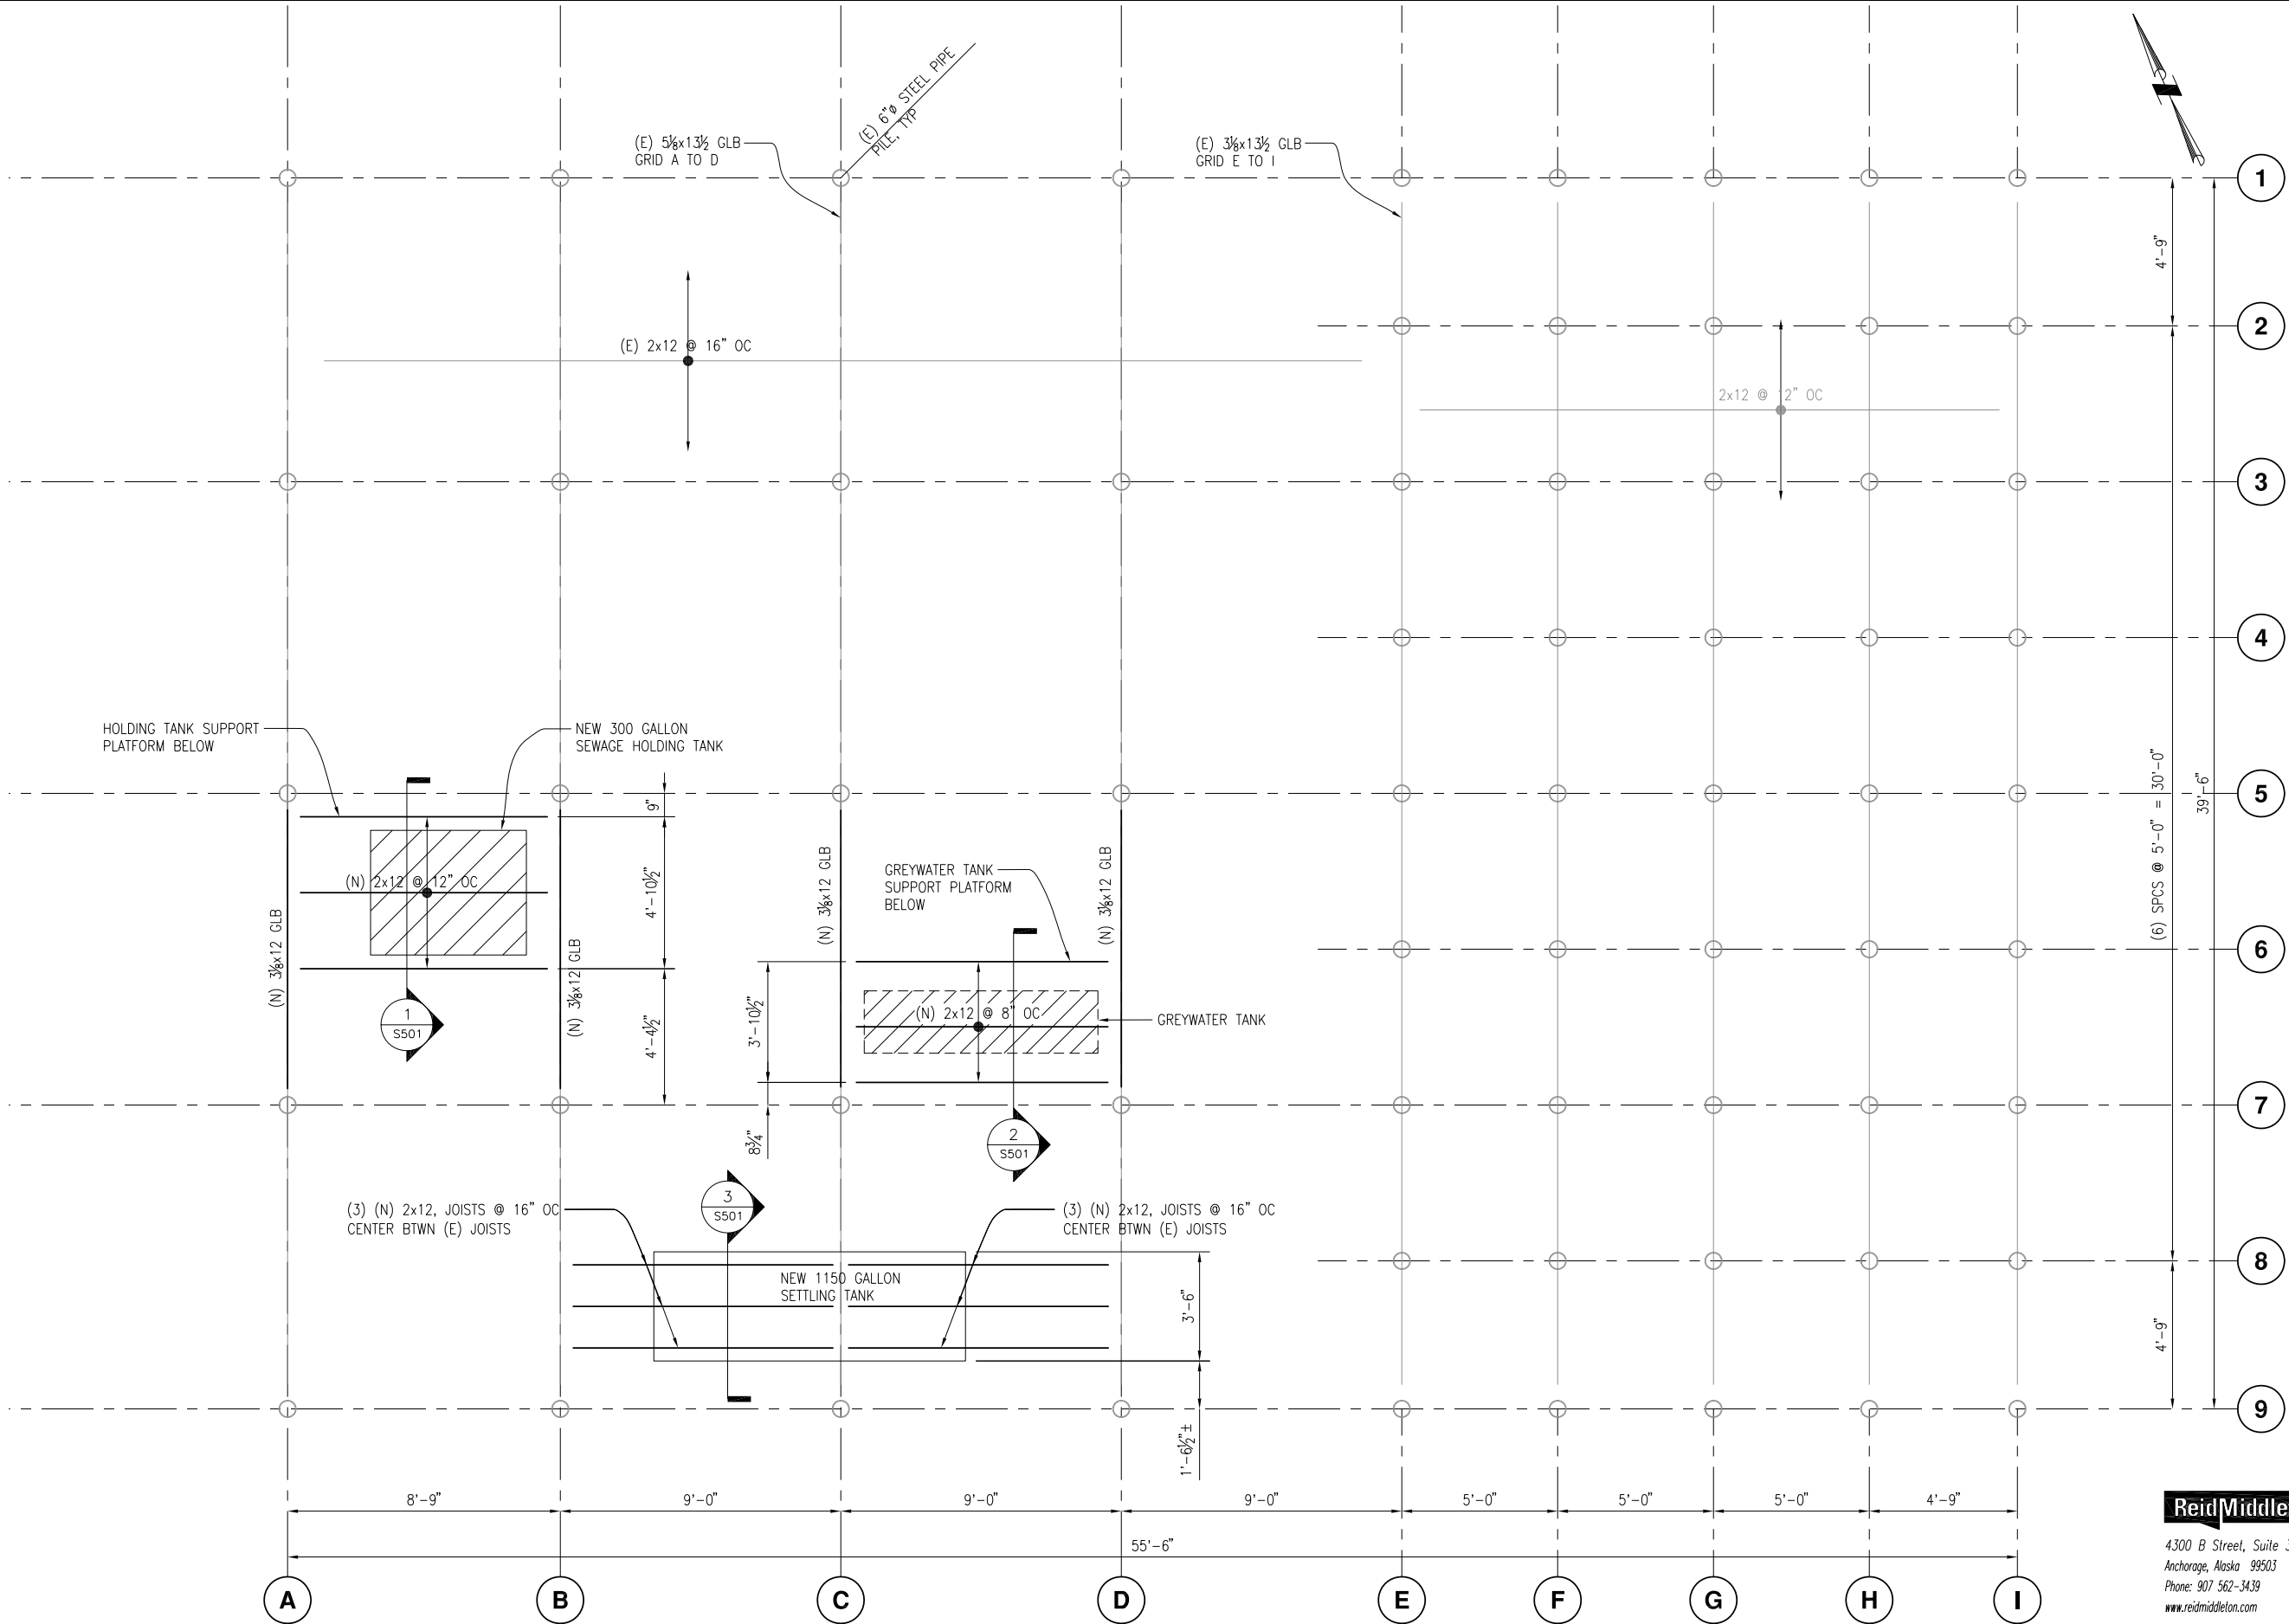 (E) 6"ø STEEL PIPE
PILE, TYP
(E) 5⅛x13½ GLB
GRID A TO D
(E) 3⅛x13½ GLB
GRID E TO I
1
4'-9"
2
(E) 2x12 @ 16" OC
2x12 @ 12" OC
3
4
HOLDING TANK SUPPORT
PLATFORM BELOW
NEW 300 GALLON
SEWAGE HOLDING TANK
(6) SPCS @ 5'-0" = 30'-0"
39'-6"
5
9"
(N) 2x12 @ 12" OC
4'-10½"
(N) 3⅛x12 GLB
(N) 3⅛x12 GLB
4'-4½"
1
S501
(N) 3⅛x12 GLB
GREYWATER TANK
SUPPORT PLATFORM
BELOW
(N) 3⅛x12 GLB
6
3'-10½"
(N) 2x12 @ 8" OC
GREYWATER TANK
7
8¾"
2
S501
3
S501
(3) (N) 2x12, JOISTS @ 16" OC
CENTER BTWN (E) JOISTS
(3) (N) 2x12, JOISTS @ 16" OC
CENTER BTWN (E) JOISTS
8
NEW 1150 GALLON
SETTLING TANK
3'-6"
4'-9"
9
1'-6½"±
8'-9"
9'-0"
9'-0"
9'-0"
5'-0"
5'-0"
5'-0"
4'-9"
55'-6"
A
B
C
D
E
F
G
H
I
ReidMiddle
4300 B Street, Suite 3
Anchorage, Alaska 99503
Phone: 907 562-3439
www.reidmiddleton.com